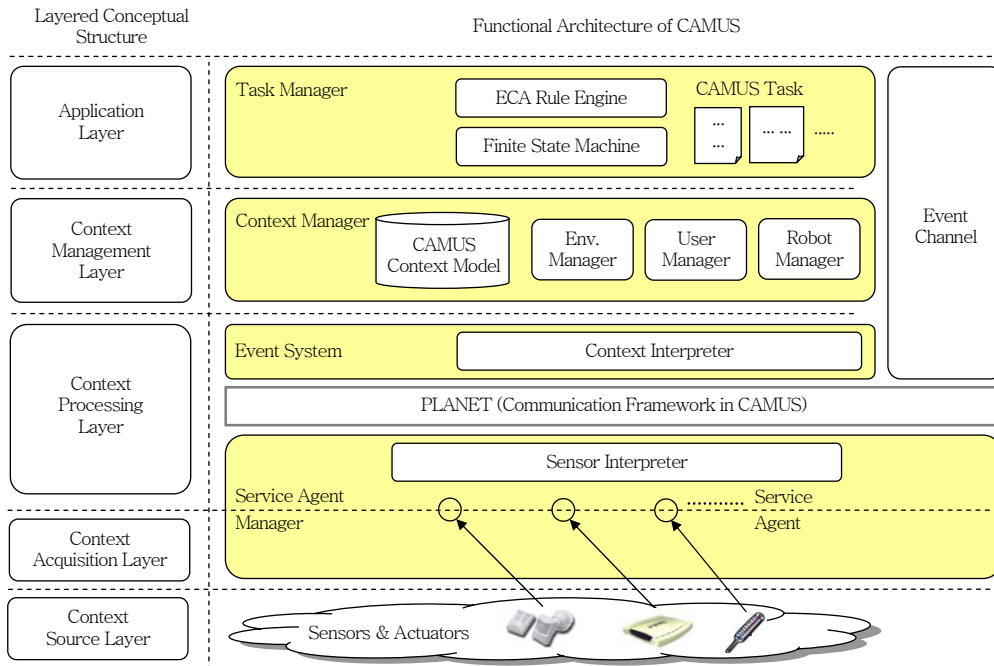 Layered Conceptual
Structure
Functional Architecture of CAMUS
Application
Layer
Task Manager
ECA Rule Engine
Finite State Machine
CAMUS Task
...
...
... ...
.....
Event
Channel
Context
Management
Layer
Context Manager
CAMUS
Context Model
Env.
Manager
User
Manager
Robot
Manager
Context
Processing
Layer
Event System
Context Interpreter
PLANET (Communication Framework in CAMUS)
Sensor Interpreter
Service Agent
Manager
........... Service
Agent
Context
Acquisition Layer
Context
Source Layer
Sensors & Actuators